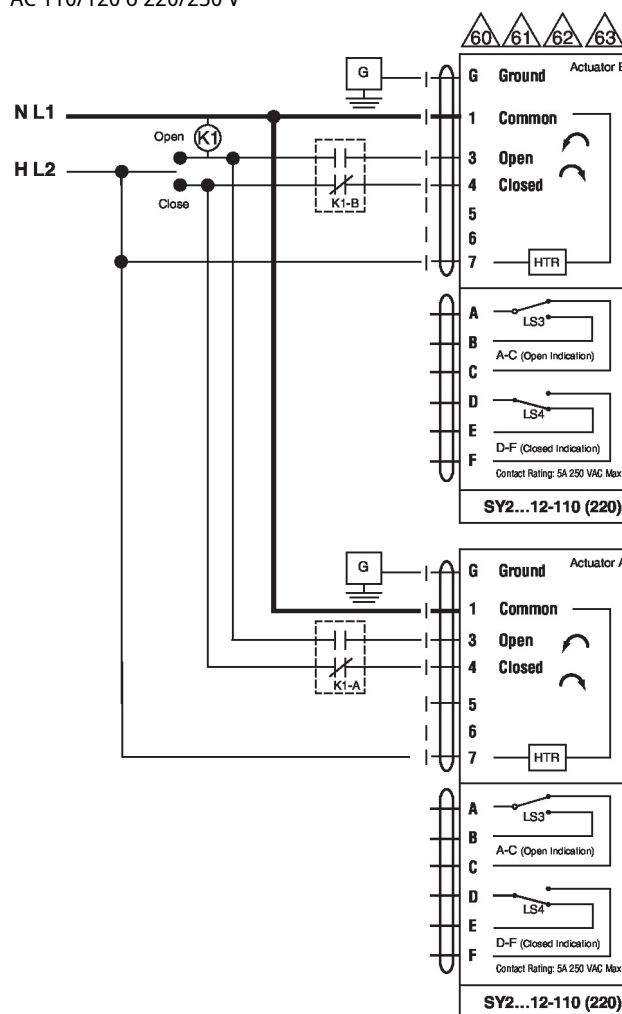 AC 110/120 o 220/230 V
60 61 62 63
G
G Ground
Actuator B
N L1
1 Common
Open
K1
3 Open
H L2
4 Closed
Close
K1-B
5
6
7
HTR
A
LS3
B
A-C (Open Indication)
C
D
LS4
E
D-F (Closed Indication)
F
Contact Rating: 5A 250 VAC Max
SY2...12-110 (220)
G
G Ground
Actuator A
1 Common
3 Open
4 Closed
K1-A
5
6
7
HTR
A
LS3
B
A-C (Open Indication)
C
D
LS4
E
D-F (Closed Indication)
F
Contact Rating: 5A 250 VAC Max
SY2...12-110 (220)